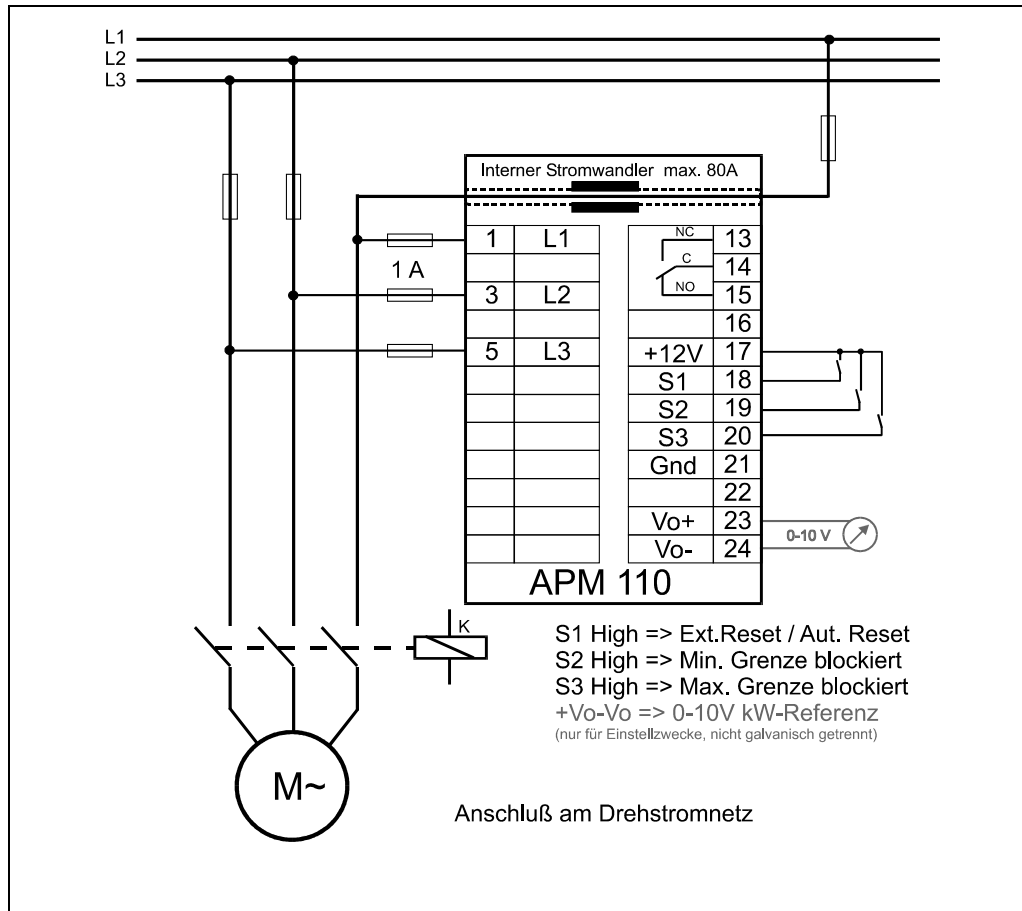 L1
L2
L3
Interner Stromwandler max. 80A
1 L1
1 A
3 L2
5 L3
NC 13
C 14
NO 15
16
+12V 17
S1 18
S2 19
S3 20
Gnd 21
22
Vo+ 23
Vo- 24
0-10 V
APM 110
K
S1 High => Ext.Reset / Aut. Reset
S2 High => Min. Grenze blockiert
S3 High => Max. Grenze blockiert
+Vo-Vo => 0-10V kW-Referenz
(nur für Einstellzwecke, nicht galvanisch getrennt)
M~
Anschluß am Drehstromnetz